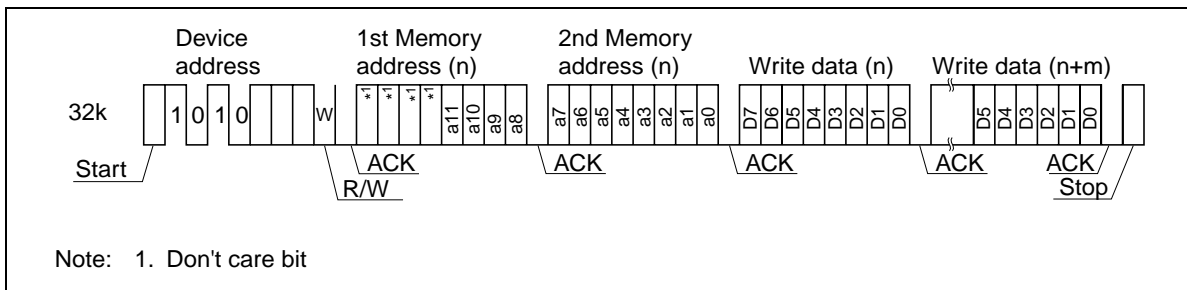 Device address
1st Memory address (n)
2nd Memory address (n)
Write data (n)
Write data (n+m)
32k
1 0 1 0 W *1 *1 *1 *1 a11 a10 a9 a8 a7 a6 a5 a4 a3 a2 a1 a0 D7 D6 D5 D4 D3 D2 D1 D0 D5 D4 D3 D2 D1 D0
Start
R/W
ACK
ACK
ACK
ACK
ACK
Stop
Note: 1. Don't care bit